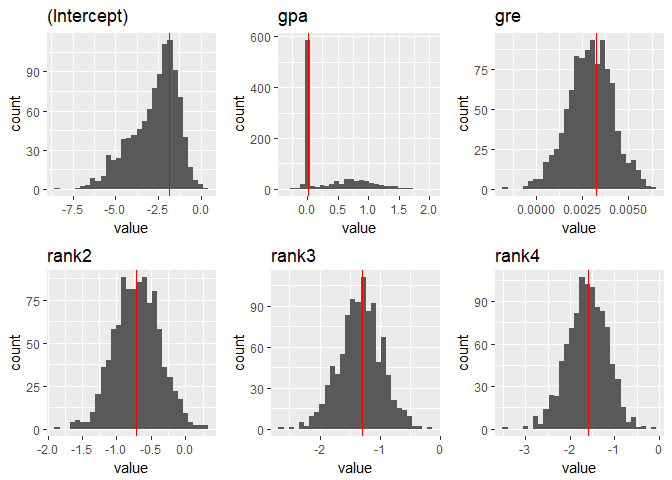 (Intercept)
count
90
60
30
0
-7.5 -5.0 -2.5 0.0
value
gpa
count
600
400
200
0
0.0 0.5 1.0 1.5 2.0
value
gre
count
75
50
25
0
0.0000 0.0025 0.0050
value
rank2
count
75
50
25
0
-2.0 -1.5 -1.0 -0.5 0.0
value
rank3
count
90
60
30
0
-2 -1 0
value
rank4
count
90
60
30
0
-3 -2 -1 0
value